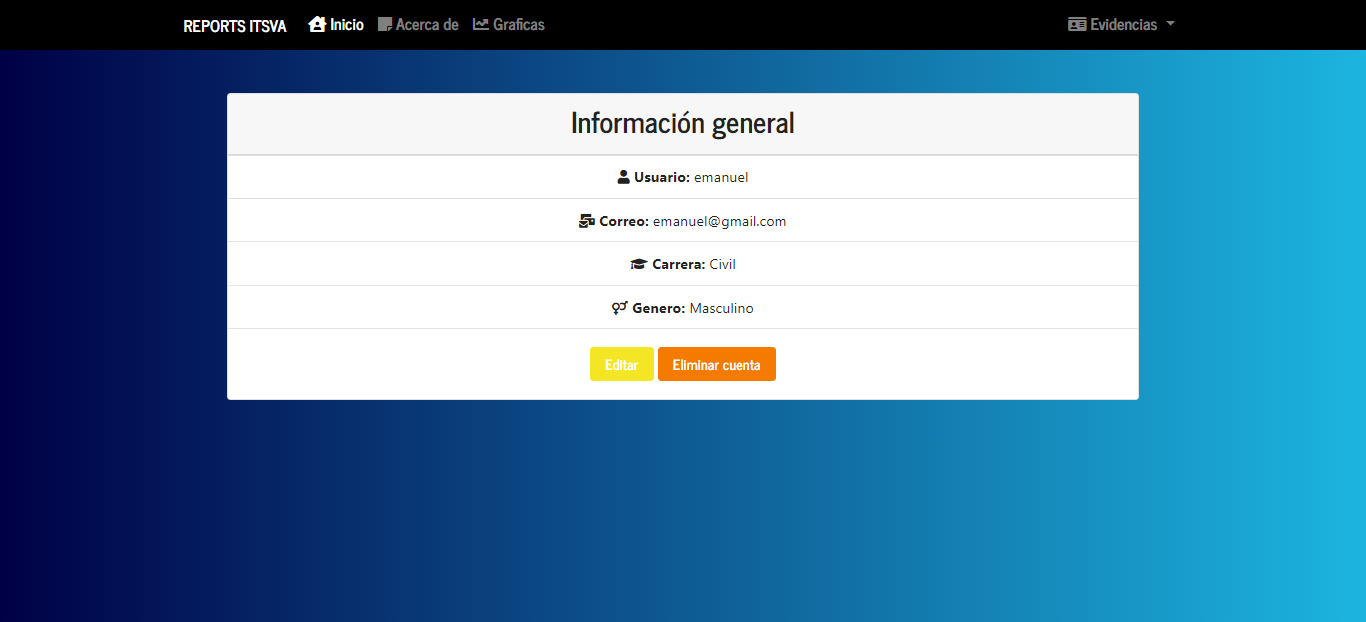 REPORTS ITSVA Inicio Acerca de Graficas Evidencias
Información general
Usuario: emanuel
Correo: emanuel@gmail.com
Carrera: Civil
Genero: Masculino
Editar Eliminar cuenta